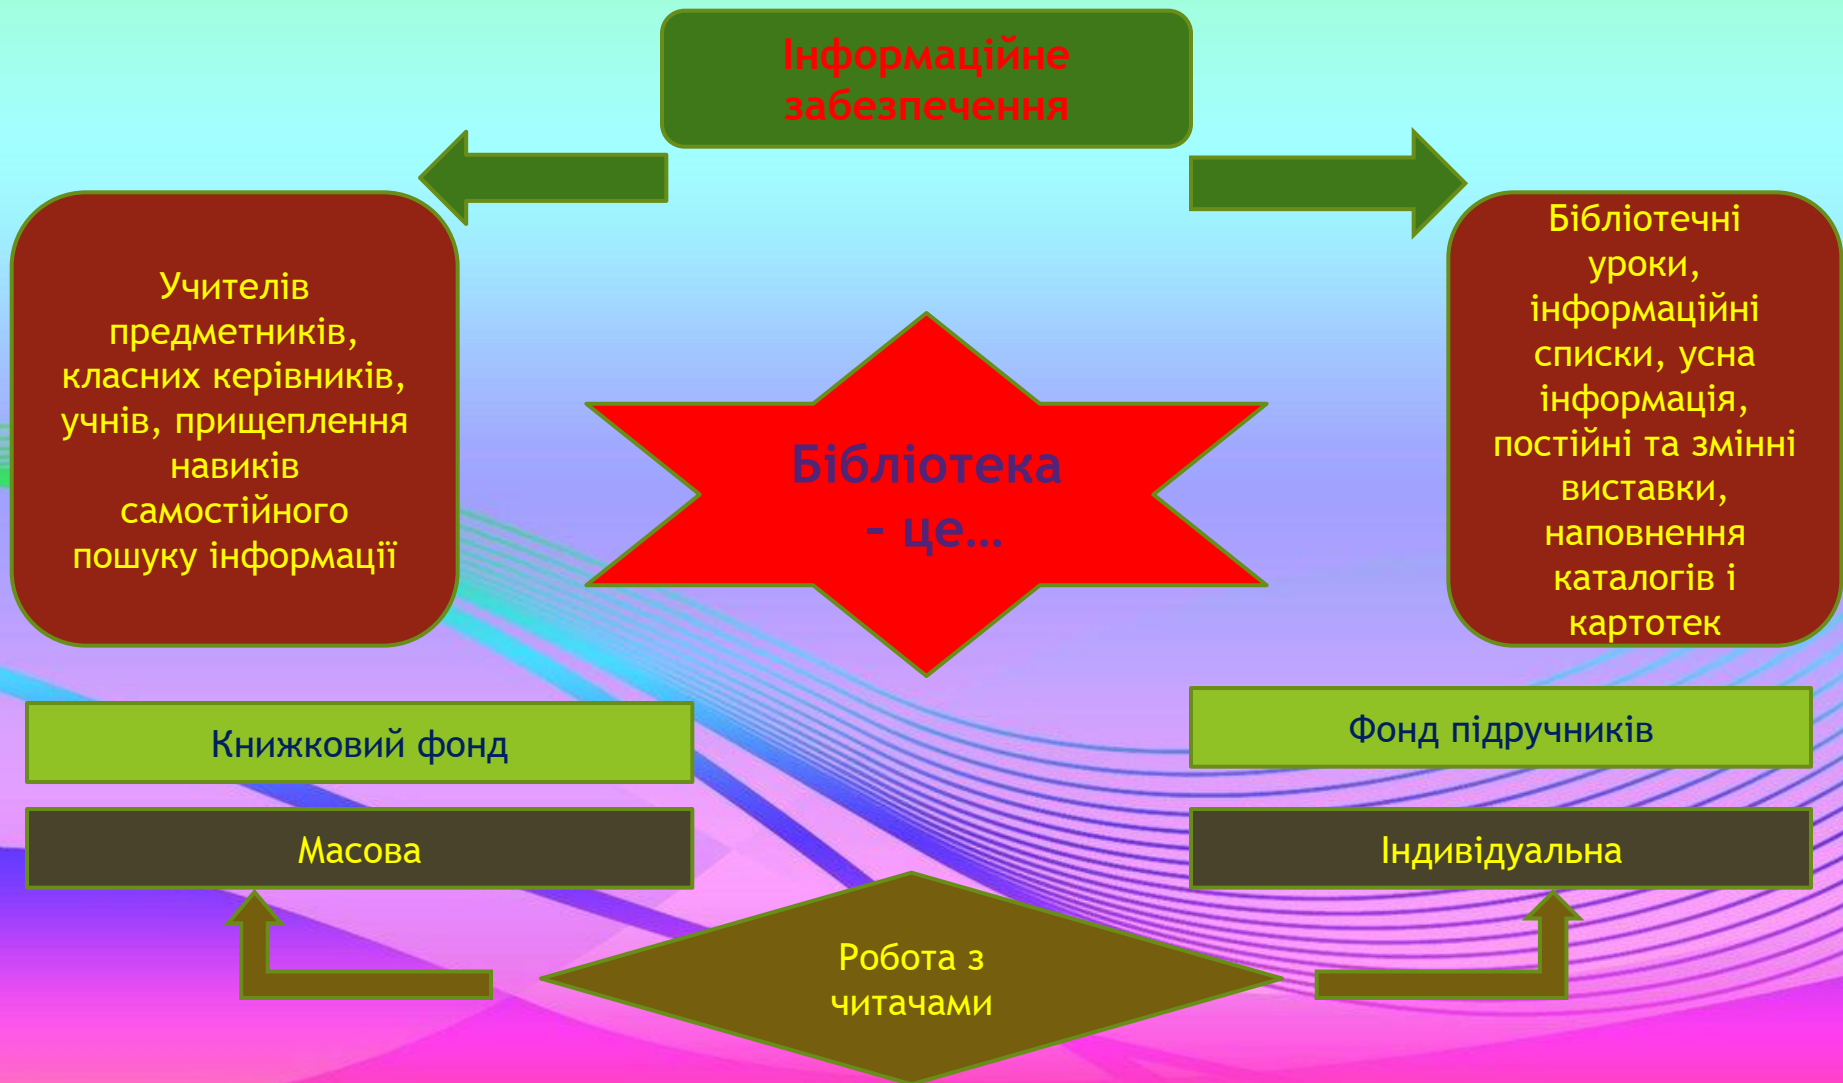 Інформаційне
забезпечення
Учителів
предметників,
класних керівників,
учнів, прищеплення
навиків
самостійного
пошуку інформації
Бібліотека
– це…
Бібліотечні
уроки,
інформаційні
списки, усна
інформація,
постійні та змінні
виставки,
наповнення
каталогів і
картотек
Книжковий фонд
Фонд підручників
Масова
Індивідуальна
Робота з
читачами